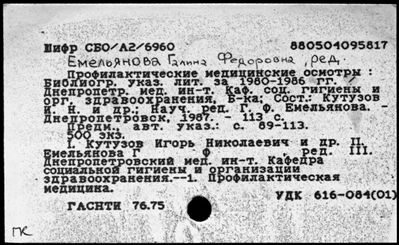 Шифр СБО/А2/6960 880504095817
Емельянова Галина Федоровна, ред.
Профилактические медицинские осмотры :
Библиогр. указ. лит. за 1980-1986 гг. /
Днепропетр. мед. ин-т. Каф. соц. гигиены и
орг. здравоохранения, Б-ка; Сост.: Кутузов
И. Н. и др.; Науч. ред. Г. Ф. Емельянова. -
Днепропетровск, 1987. - 113 с.
Предм., авт. указ.: с. 89-113.
500 экз.
I. Кутузов Игорь Николаевич и др. II.
Емельянова Г Ф ред. III.
Днепропетровский мед. ин-т. Кафедра
социальной гигиены и организации
здравоохранения.--1. Профилактическая
медицина.
УДК 616-084(01)
ГАСНТИ 76.75
ПК